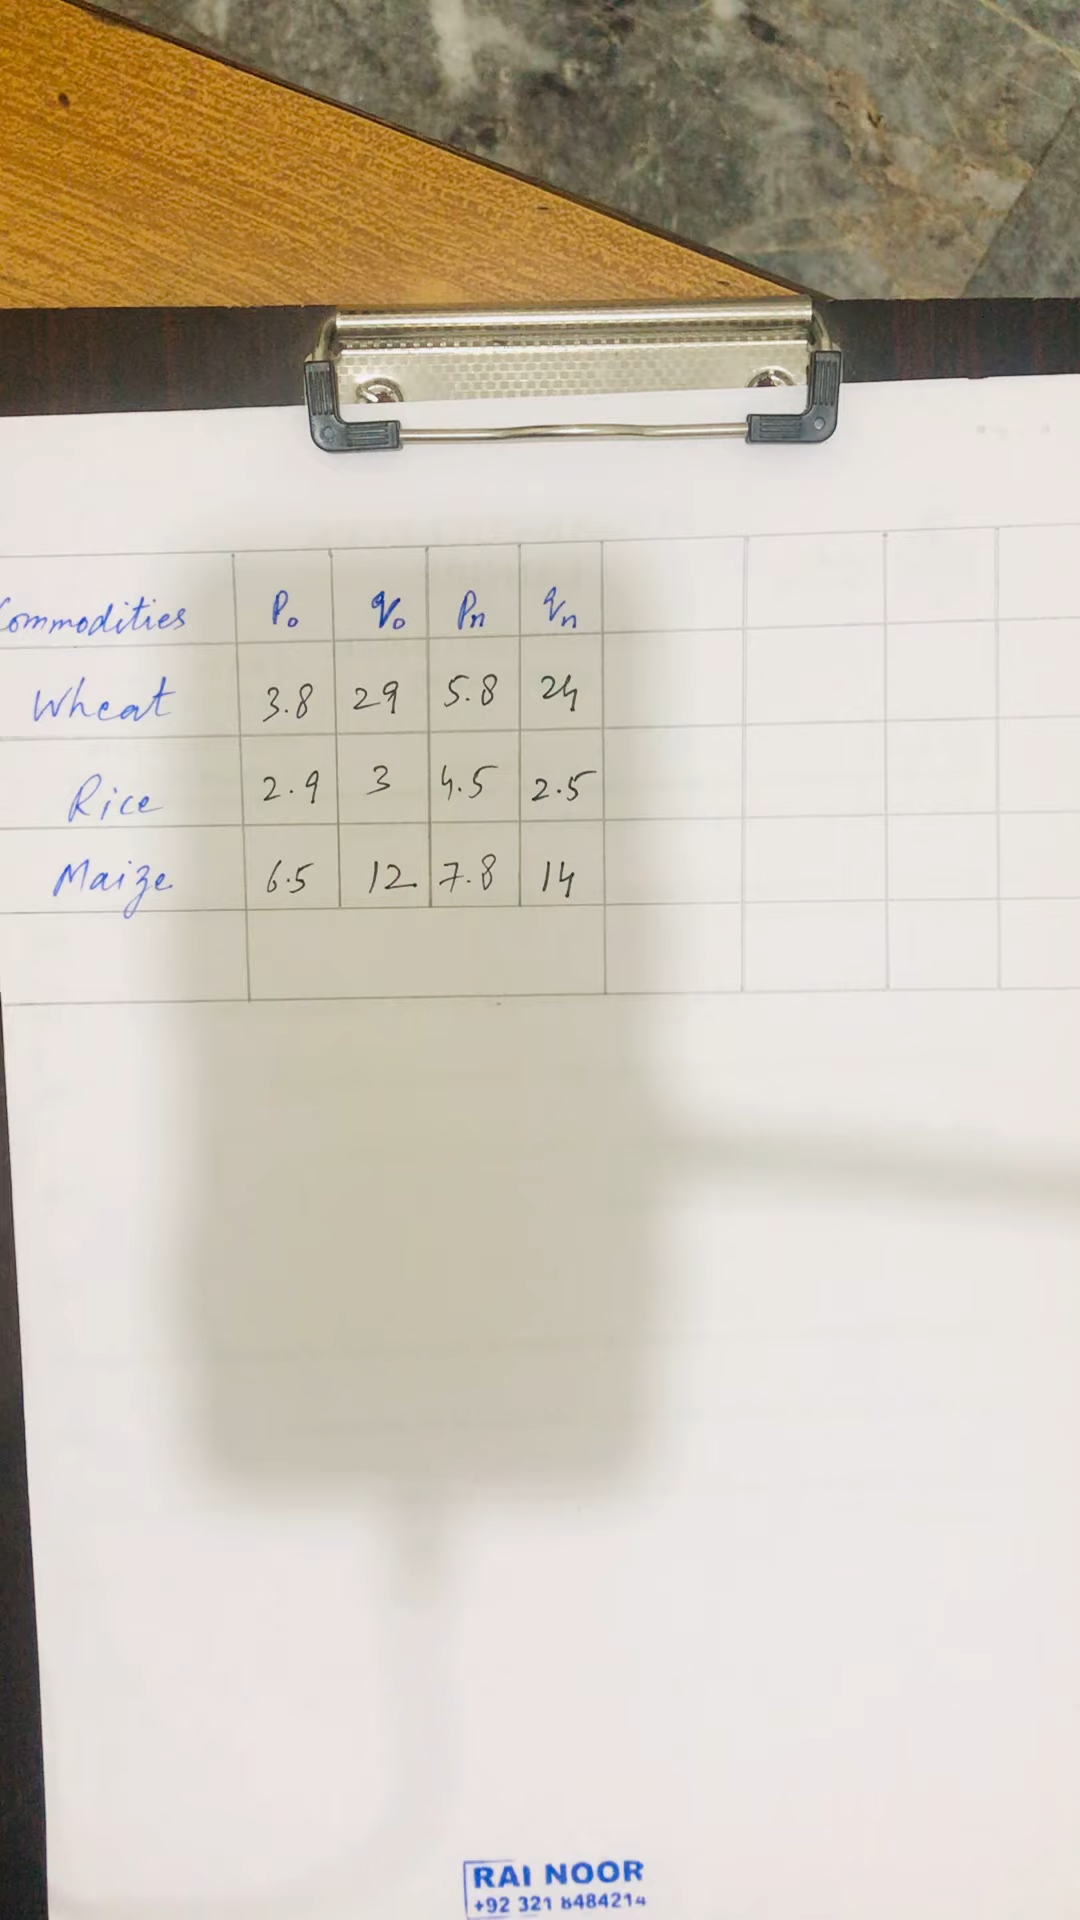 Commodities P₀ q₀ Pₙ qₙ
Wheat 3.8 29 5.8 24
Rice 2.9 3 4.5 2.5
Maize 6.5 12 7.8 14
RAI NOOR
+92 321 8484214